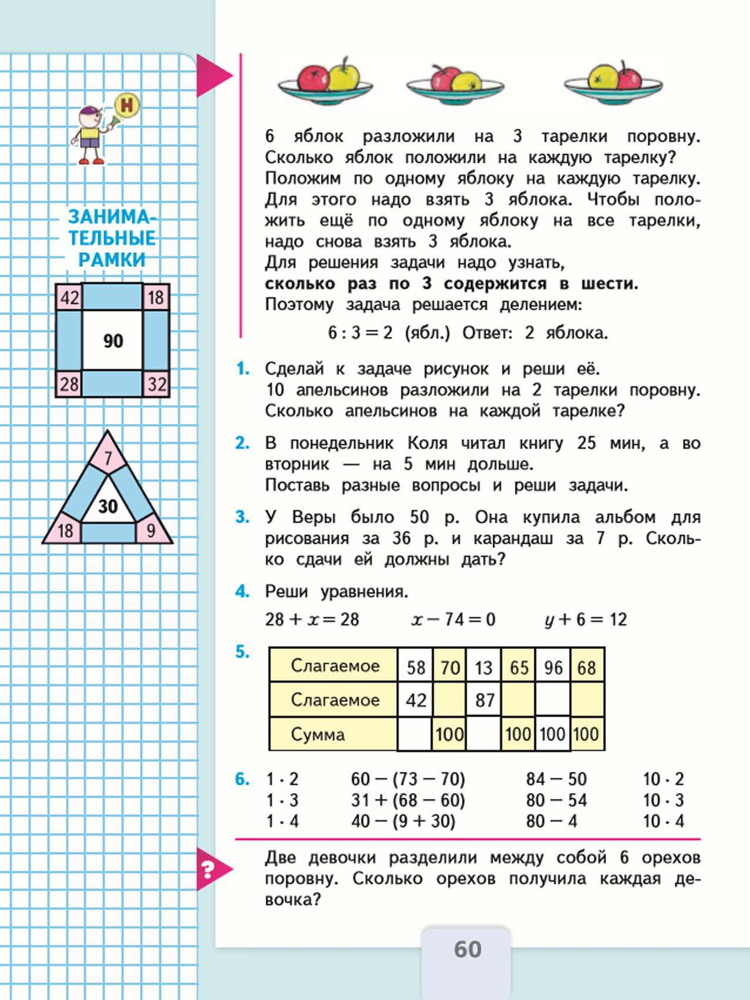 Н
ЗАНИМА-
ТЕЛЬНЫЕ
РАМКИ
42 18
90
28 32
7
30
18 9
6 яблок разложили на 3 тарелки поровну.
Сколько яблок положили на каждую тарелку?
Положим по одному яблоку на каждую тарелку.
Для этого надо взять 3 яблока. Чтобы поло-
жить ещё по одному яблоку на все тарелки,
надо снова взять 3 яблока.
Для решения задачи надо узнать,
сколько раз по 3 содержится в шести.
Поэтому задача решается делением:
6 : 3 = 2 (ябл.) Ответ: 2 яблока.
1. Сделай к задаче рисунок и реши её.
10 апельсинов разложили на 2 тарелки поровну.
Сколько апельсинов на каждой тарелке?
2. В понедельник Коля читал книгу 25 мин, а во
вторник — на 5 мин дольше.
Поставь разные вопросы и реши задачи.
3. У Веры было 50 р. Она купила альбом для
рисования за 36 р. и карандаш за 7 р. Сколь-
ко сдачи ей должны дать?
4. Реши уравнения.
28 + x = 28 x − 74 = 0 y + 6 = 12
5.
Слагаемое 58 70 13 65 96 68
Слагаемое 42 87
Сумма 100 100 100 100
6. 1 · 2 60 − (73 − 70) 84 − 50 10 · 2
1 · 3 31 + (68 − 60) 80 − 54 10 · 3
1 · 4 40 − (9 + 30) 80 − 4 10 · 4
?
Две девочки разделили между собой 6 орехов
поровну. Сколько орехов получила каждая де-
вочка?
60